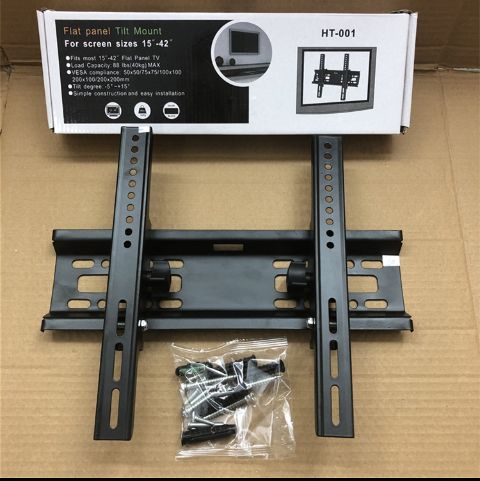 Flat panel Tilt Mount
For screen sizes 15"-42"
Fits most 15"-42" Flat Panel TV
Load Capacity: 88 lbs(40kg)MAX
VESA compliance: 50x50/75x75/100x100
200x100/200x200mm
Tilt degree: -5°~+15°
Simple construction and easy installation
HT-001